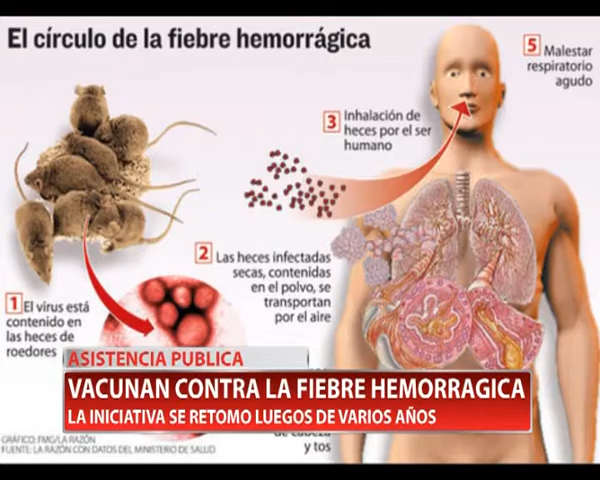 El círculo de la fiebre hemorrágica
1 El virus está
contenido en
las heces de
roedores
2 Las heces infectadas
secas, contenidas
en el polvo, se
transportan
por el aire
3 Inhalación de
heces por el ser
humano
5 Malestar
respiratorio
agudo
de cabeza
y tos
ASISTENCIA PUBLICA
VACUNAN CONTRA LA FIEBRE HEMORRAGICA
LA INICIATIVA SE RETOMO LUEGOS DE VARIOS AÑOS
GRÁFICO: FMG/LA RAZÓN
FUENTE: LA RAZÓN CON DATOS DEL MINISTERIO DE SALUD